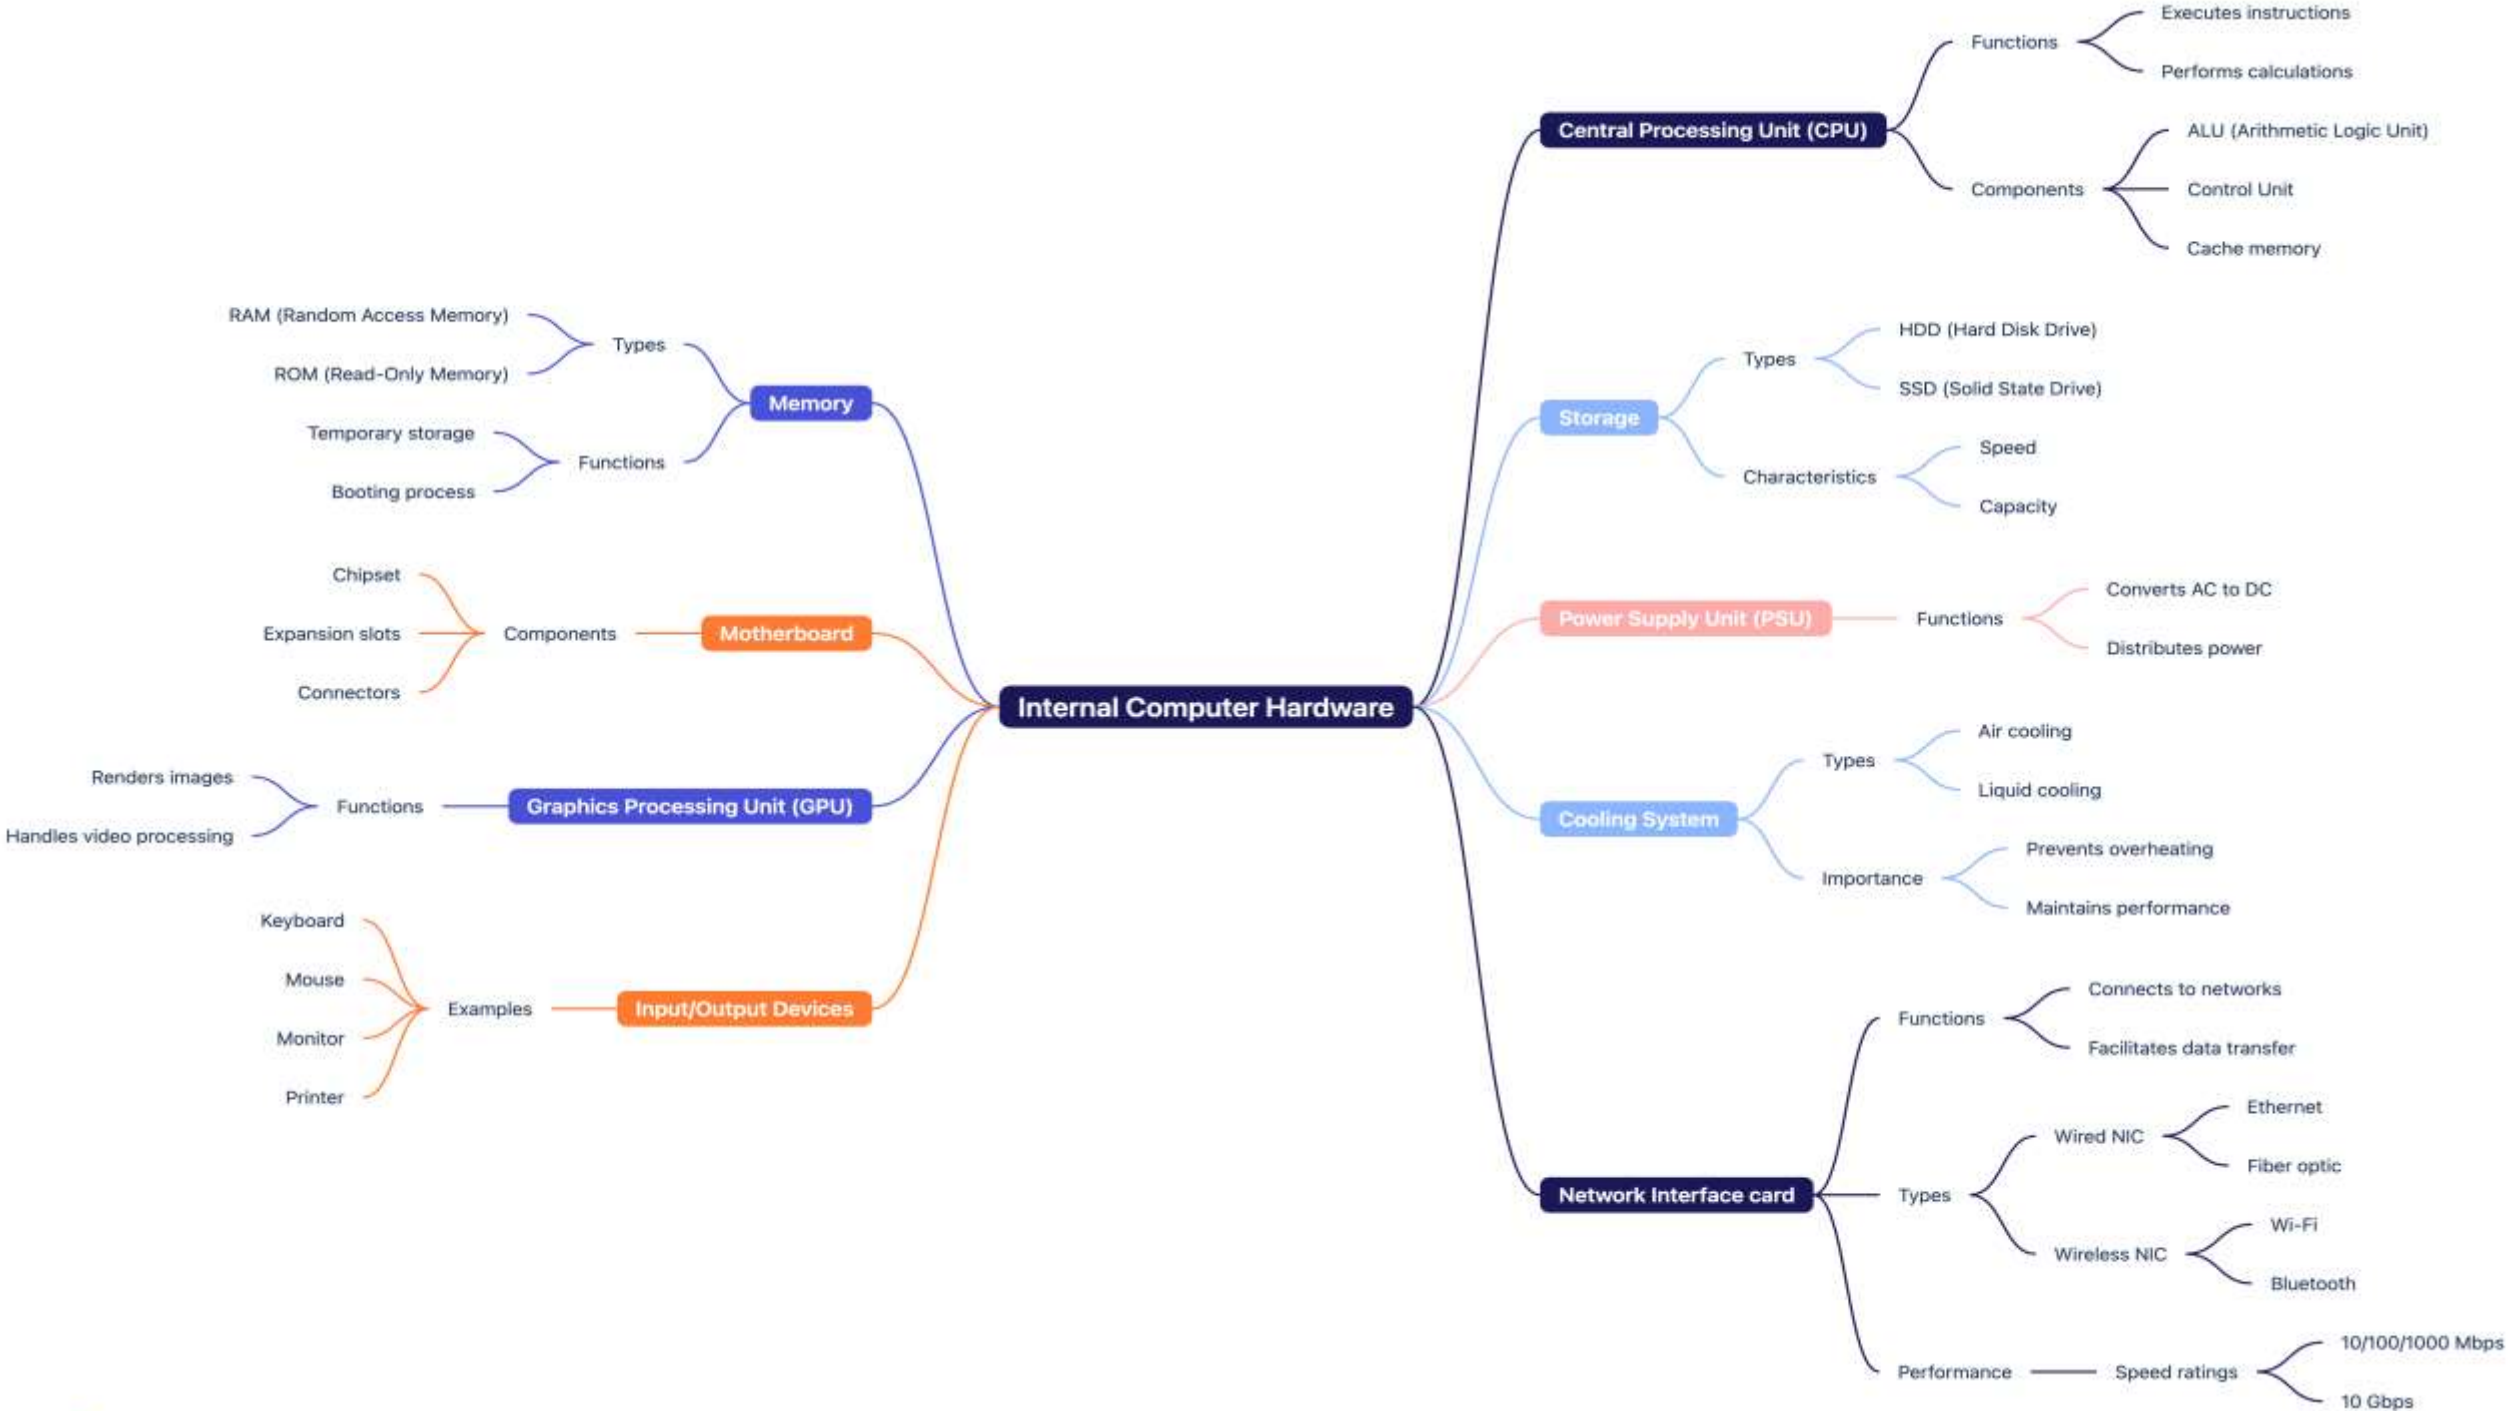 Internal Computer Hardware
Central Processing Unit (CPU)
Functions
Executes instructions
Performs calculations
Components
ALU (Arithmetic Logic Unit)
Control Unit
Cache memory
Storage
Types
HDD (Hard Disk Drive)
SSD (Solid State Drive)
Characteristics
Speed
Capacity
Power Supply Unit (PSU)
Functions
Converts AC to DC
Distributes power
Cooling System
Types
Air cooling
Liquid cooling
Importance
Prevents overheating
Maintains performance
Network Interface card
Functions
Connects to networks
Facilitates data transfer
Types
Wired NIC
Ethernet
Fiber optic
Wireless NIC
Wi-Fi
Bluetooth
Performance
Speed ratings
10/100/1000 Mbps
10 Gbps
Memory
Types
RAM (Random Access Memory)
ROM (Read-Only Memory)
Functions
Temporary storage
Booting process
Motherboard
Components
Chipset
Expansion slots
Connectors
Graphics Processing Unit (GPU)
Functions
Renders images
Handles video processing
Input/Output Devices
Examples
Keyboard
Mouse
Monitor
Printer